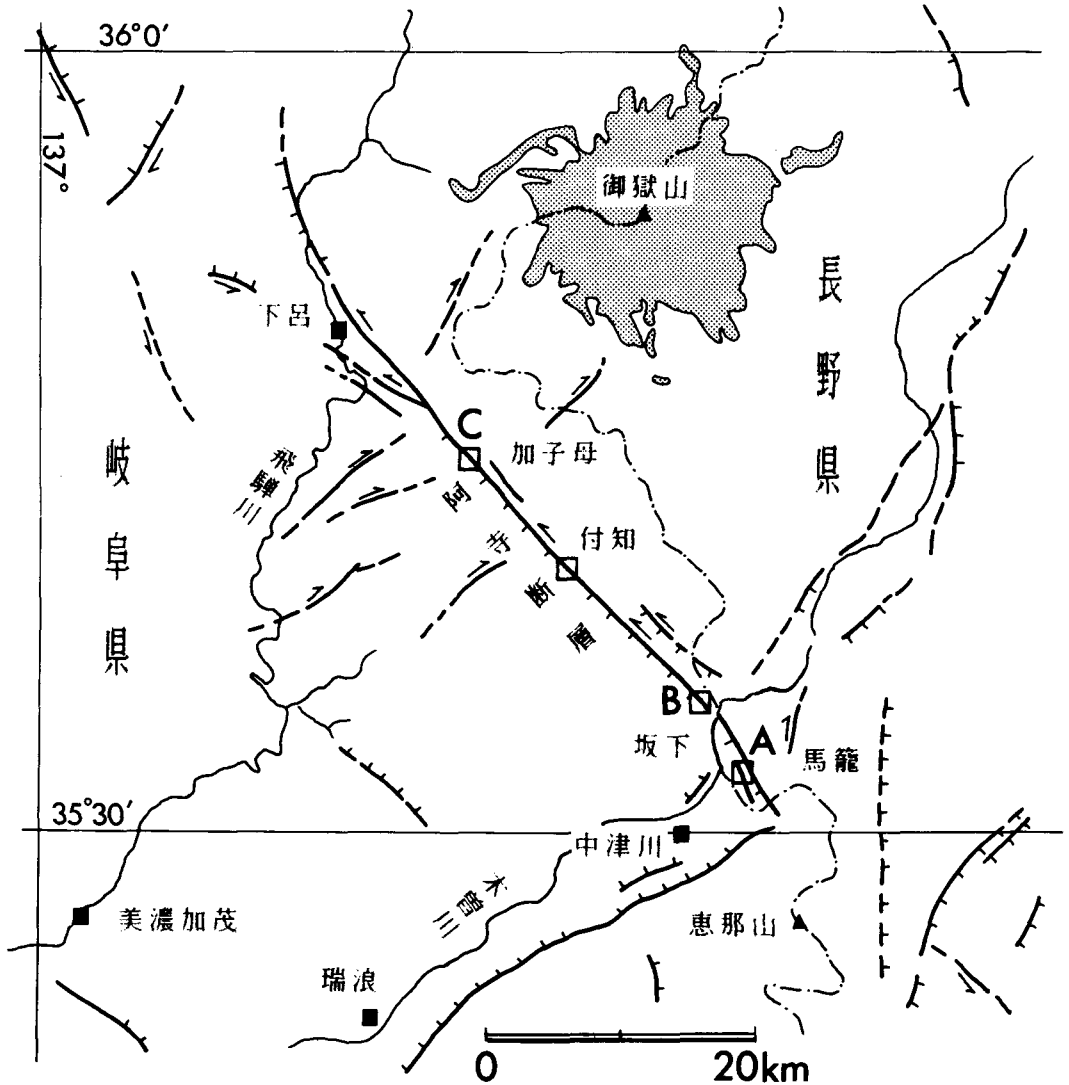 36°0′
137°
御嶽山
長野県
下呂
C
加子母
岐阜県
飛騨川
阿寺断層
付知
B
坂下
A
馬籠
35°30′
中津川
木曽川
美濃加茂
恵那山
瑞浪
0
20km